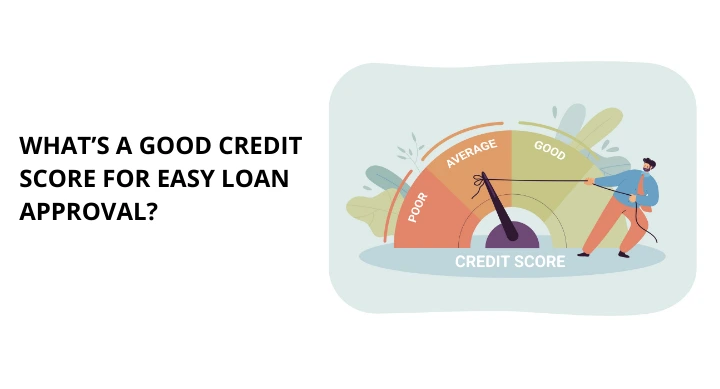 WHAT’S A GOOD CREDIT
SCORE FOR EASY LOAN
APPROVAL?
POOR
AVERAGE
GOOD
CREDIT SCORE